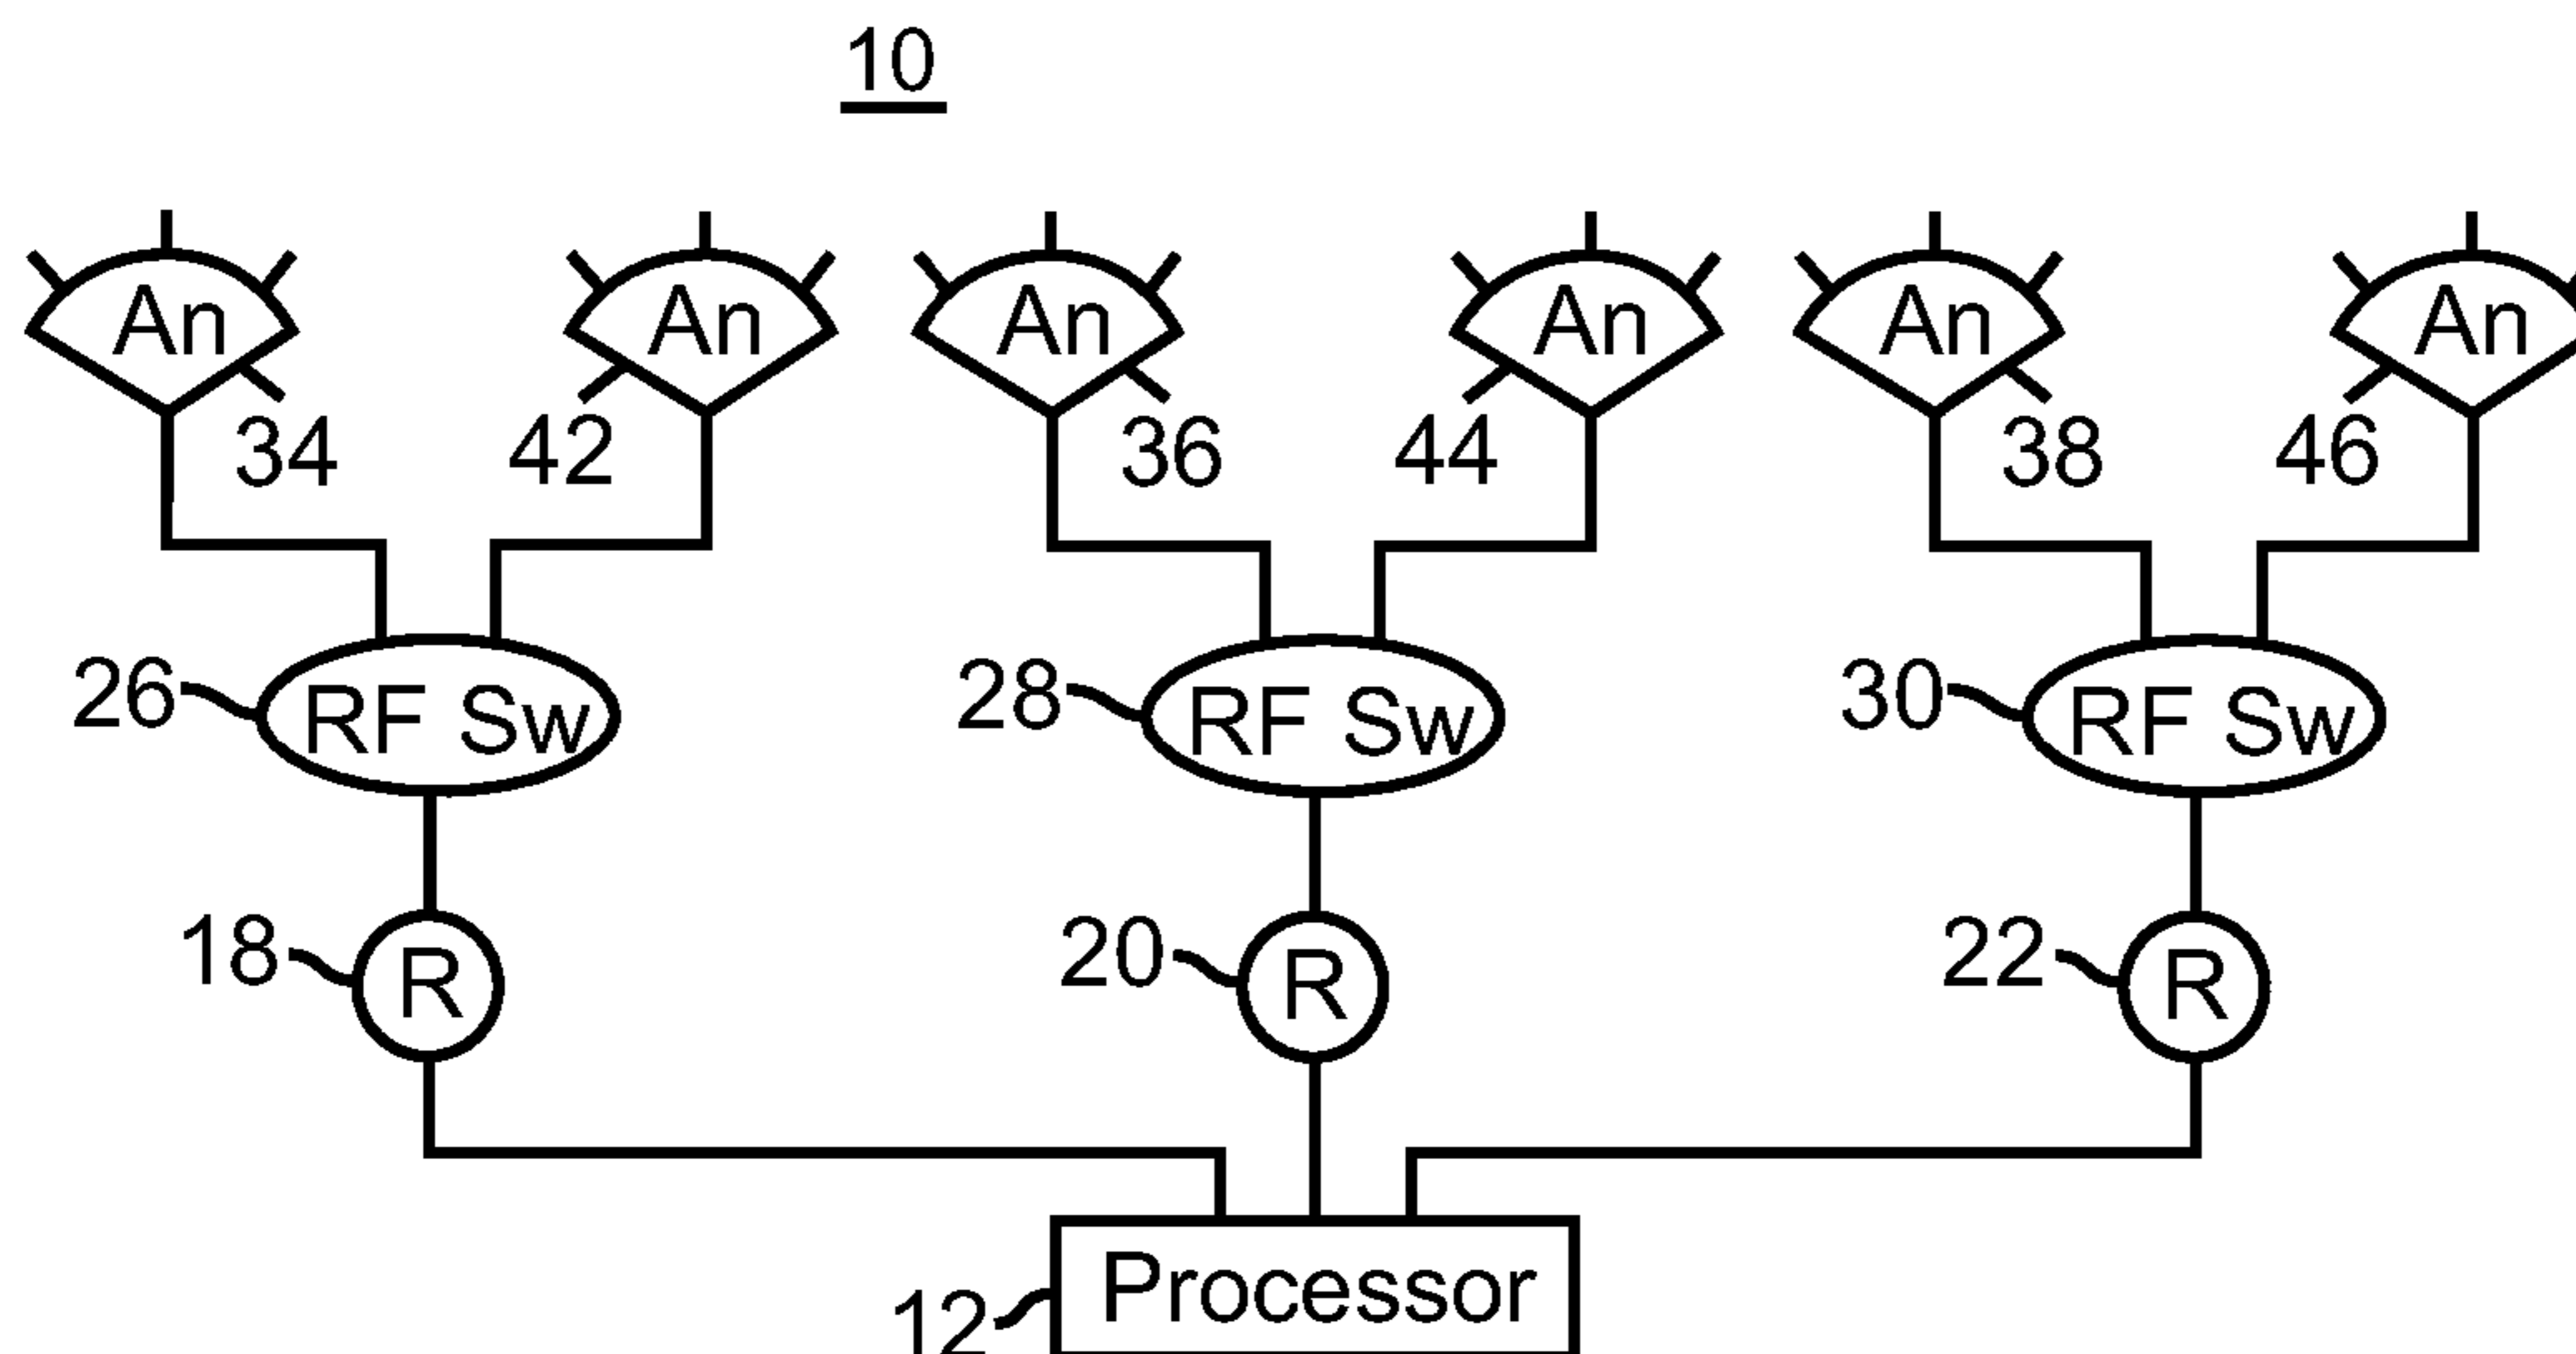 10
An An An An An An
34 42 36 44 38 46
26 RF Sw 28 RF Sw 30 RF Sw
18 R 20 R 22 R
12 Processor